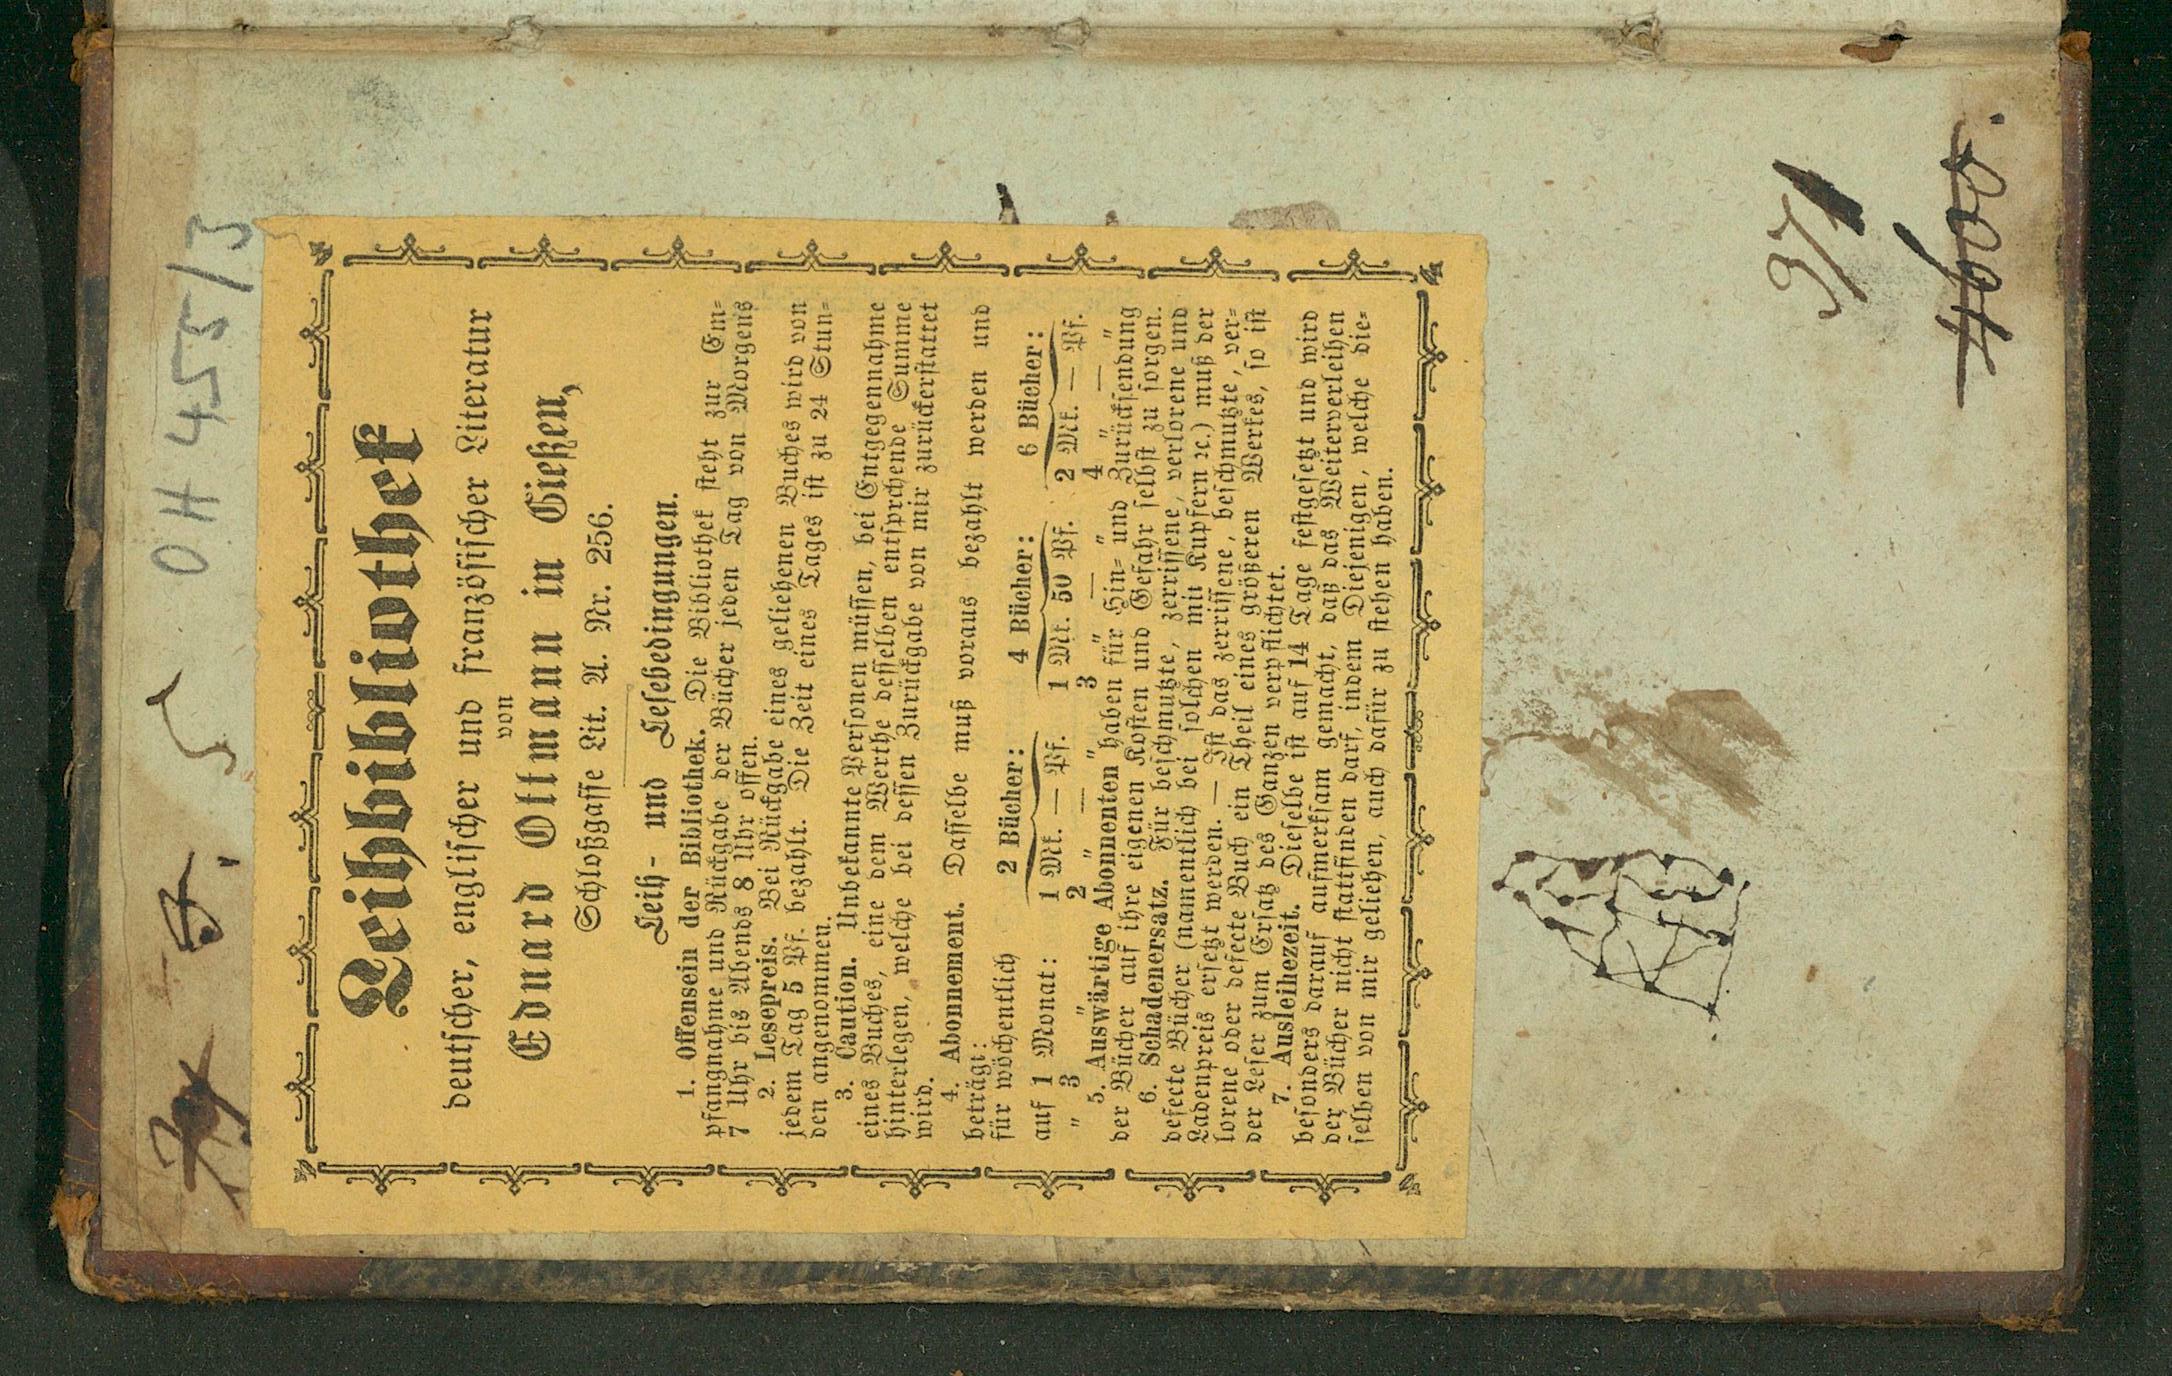 OH 455/3
Leihbibliothek
deutscher, englischer und französischer Literatur
von
Eduard Ottmann in Gießen,
Schloßgasse Lit. A. Nr. 256.
Leih- und Lesebedingungen.
1. Offensein der Bibliothek. Die Bibliothek steht zur Em-
pfangnahme und Rückgabe der Bücher jeden Tag von Morgens
7 Uhr bis Abends 8 Uhr offen.
2. Lesepreis. Bei Rückgabe eines geliehenen Buches wird von
jedem Tag 5 Pf. bezahlt. Die Zeit eines Tages ist zu 24 Stun-
den angenommen.
3. Caution. Unbekannte Personen müssen, bei Entgegennahme
eines Buches, eine dem Werthe desselben entsprchende Summe
hinterlegen, welche bei dessen Zurückgabe von mir zurückerstattet
wird.
4. Abonnement. Dasselbe muß voraus bezahlt werden und
beträgt:
für wöchentlich 2 Bücher: 4 Bücher: 6 Bücher:
auf 1 Monat: 1 Mk. — Pf. 1 Mk. 50 Pf. 2 Mk. — Pf.
" 3 " 2 " — " 3 " — " 4 " — "
5. Auswärtige Abonnenten haben für Hin- und Zurücksendung
der Bücher auf ihre eigenen Kosten und Gefahr selbst zu sorgen.
6. Schadenersatz. Für beschmutzte, zerrissene, verlorene und
defecte Bücher (namentlich bei solchen mit Kupfern ꝛc.) muß der
Ladenpreis ersetzt werden. — Ist das zerrissene, beschmutzte, ver-
lorene oder defecte Buch ein Theil eines größeren Werkes, so ist
der Leser zum Ersatz des Ganzen verpflichtet.
7. Ausleihezeit. Dieselbe ist auf 14 Tage festgesetzt und wird
besonders darauf aufmerksam gemacht, daß das Weiterverleihen
der Bücher nicht stattfinden darf, indem Diejenigen, welche die-
selben von mir geliehen, auch dafür zu stehen haben.